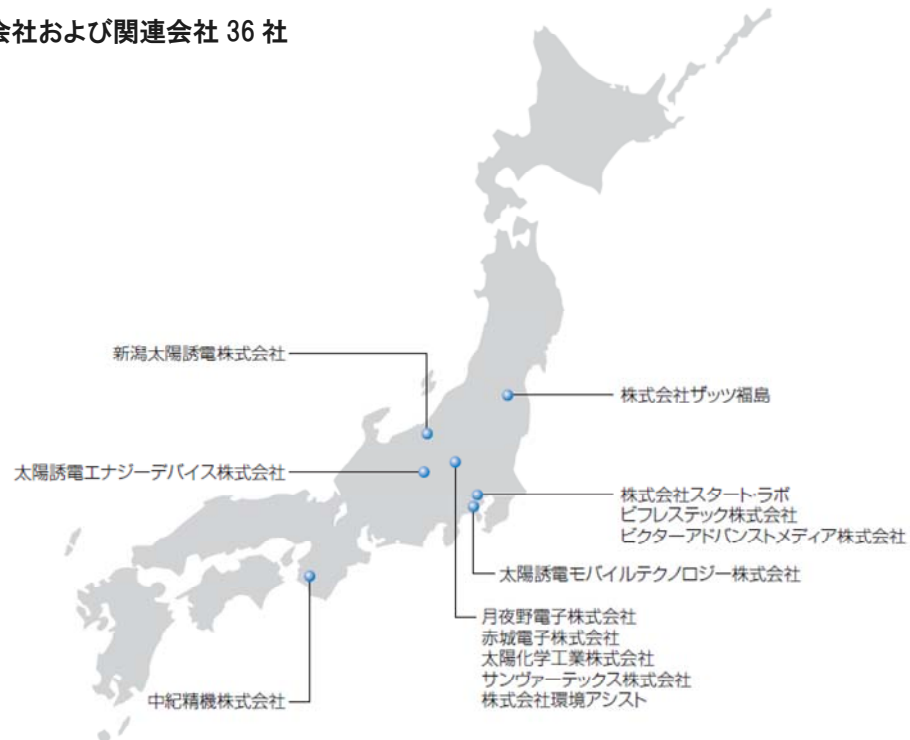 会社および関連会社 36 社
新潟太陽誘電株式会社
株式会社ザッツ福島
太陽誘電エナジーデバイス株式会社
株式会社スタート・ラボ
ビフレステック株式会社
ビクターアドバンストメディア株式会社
太陽誘電モバイルテクノロジー株式会社
月夜野電子株式会社
赤城電子株式会社
太陽化学工業株式会社
サンヴァーテックス株式会社
株式会社環境アシスト
中紀精機株式会社